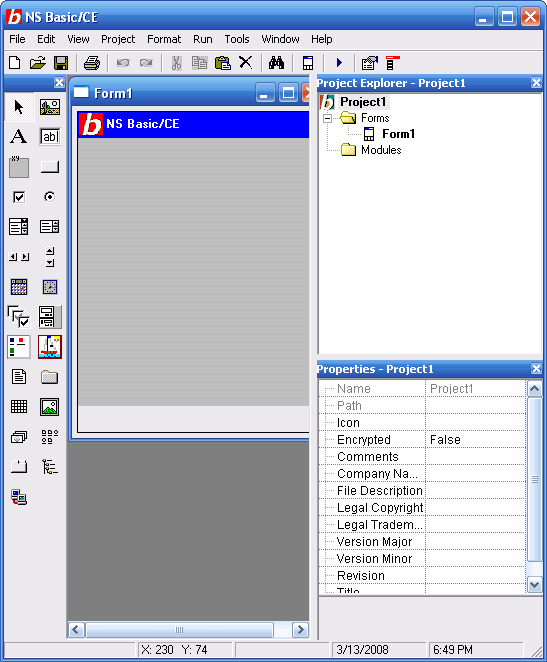 b NS Basic/CE
File Edit View Project Format Run Tools Window Help
Form1
b NS Basic/CE
A
ab
xy
Project Explorer - Project1
b Project1
Forms
Form1
Modules
Properties - Project1
Name Project1
Path
Icon
Encrypted False
Comments
Company Na...
File Description
Legal Copyright
Legal Tradem...
Version Major
Version Minor
Revision
Title
X: 230 Y: 74
3/13/2008
6:49 PM